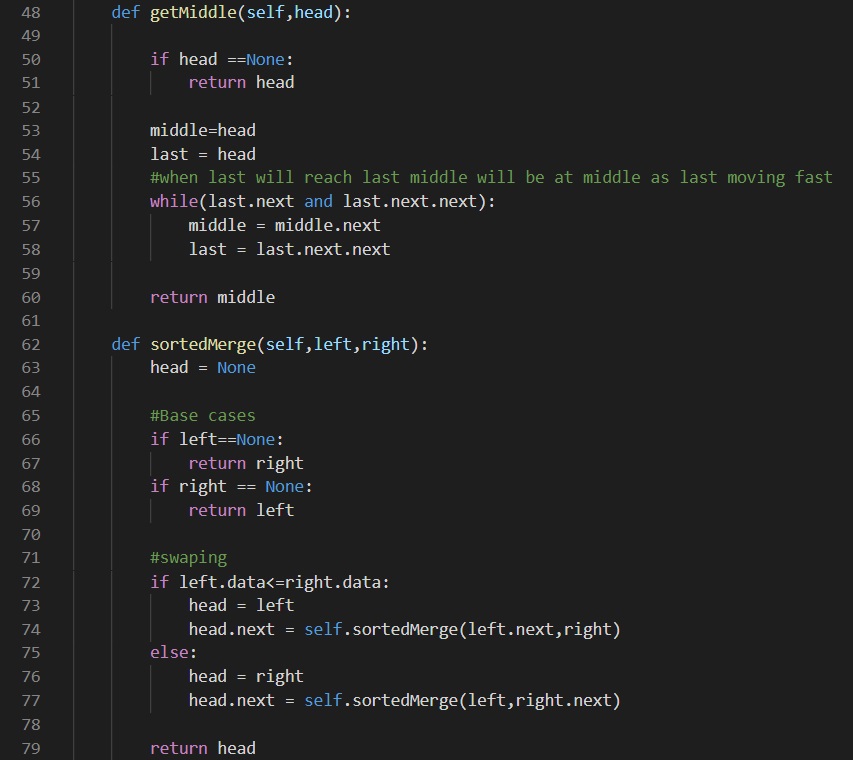 48 def getMiddle(self,head):
49
50 if head ==None:
51 return head
52
53 middle=head
54 last = head
55 #when last will reach last middle will be at middle as last moving fast
56 while(last.next and last.next.next):
57 middle = middle.next
58 last = last.next.next
59
60 return middle
61
62 def sortedMerge(self,left,right):
63 head = None
64
65 #Base cases
66 if left==None:
67 return right
68 if right == None:
69 return left
70
71 #swaping
72 if left.data<=right.data:
73 head = left
74 head.next = self.sortedMerge(left.next,right)
75 else:
76 head = right
77 head.next = self.sortedMerge(left,right.next)
78
79 return head